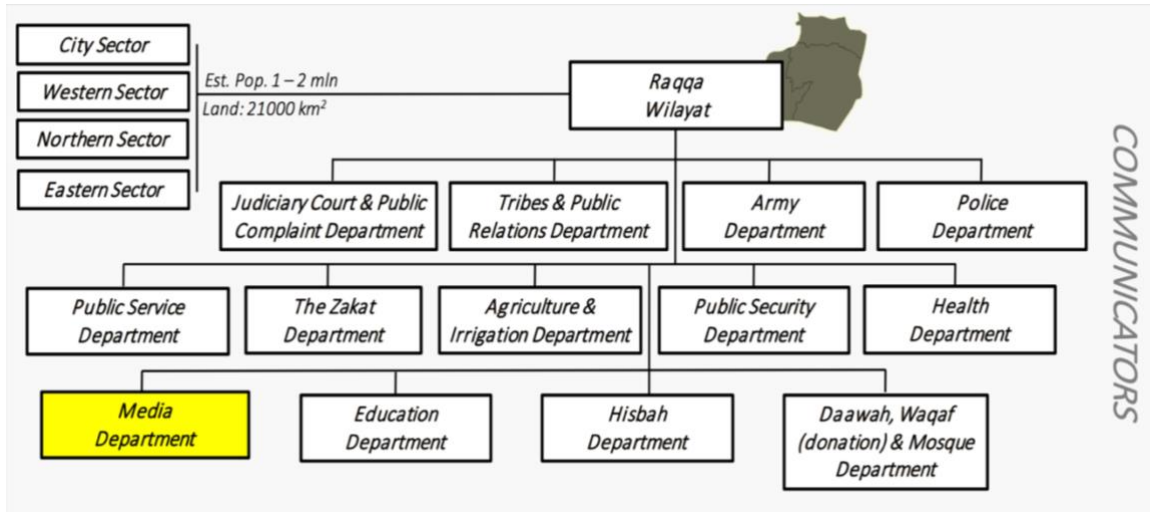 City Sector
Western Sector
Northern Sector
Eastern Sector
Est. Pop. 1 – 2 mln
Land: 21000 km²
Raqqa
Wilayat
Judiciary Court & Public
Complaint Department
Tribes & Public
Relations Department
Army
Department
Police
Department
Public Service
Department
The Zakat
Department
Agriculture &
Irrigation Department
Public Security
Department
Health
Department
Media
Department
Education
Department
Hisbah
Department
Daawah, Waqaf
(donation) & Mosque
Department
COMMUNICATORS